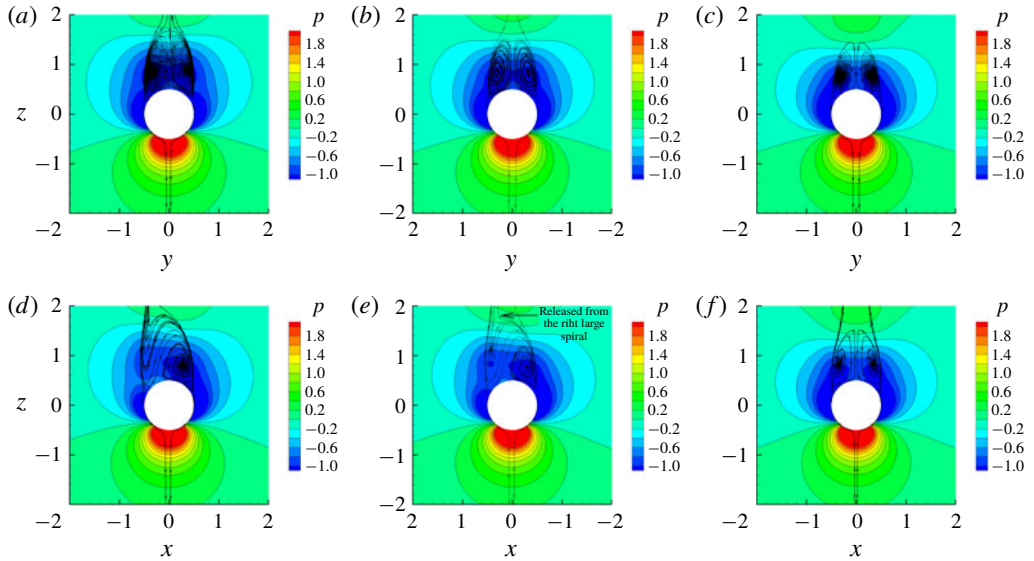 (a) 2 p (b) 2 p (c) 2 p
1.8 1.8 1.8
1.4 1.4 1.4
1 1.0 1 1.0 1 1.0
0.6 0.6 0.6
z 0 0.2 0 0.2 0 0.2
−0.2 −0.2 −0.2
−1 −0.6 −1 −0.6 −1 −0.6
−1.0 −1.0 −1.0
−2
−2 −1 0 1 2 2 1 0 −1 −2 −2 −1 0 1 2
y y y
(d) 2 p (e) 2 p (f) 2 p
Released from
the riht large
spiral
1.8 1.8 1.8
1.4 1.4 1.4
1 1.0 1 1.0 1 1.0
0.6 0.6 0.6
z 0 0.2 0 0.2 0 0.2
−0.2 −0.2 −0.2
−1 −0.6 −1 −0.6 −1 −0.6
−1.0 −1.0 −1.0
−2
−2 −1 0 1 2 2 1 0 1 2 −2 −1 0 1 2
x x x